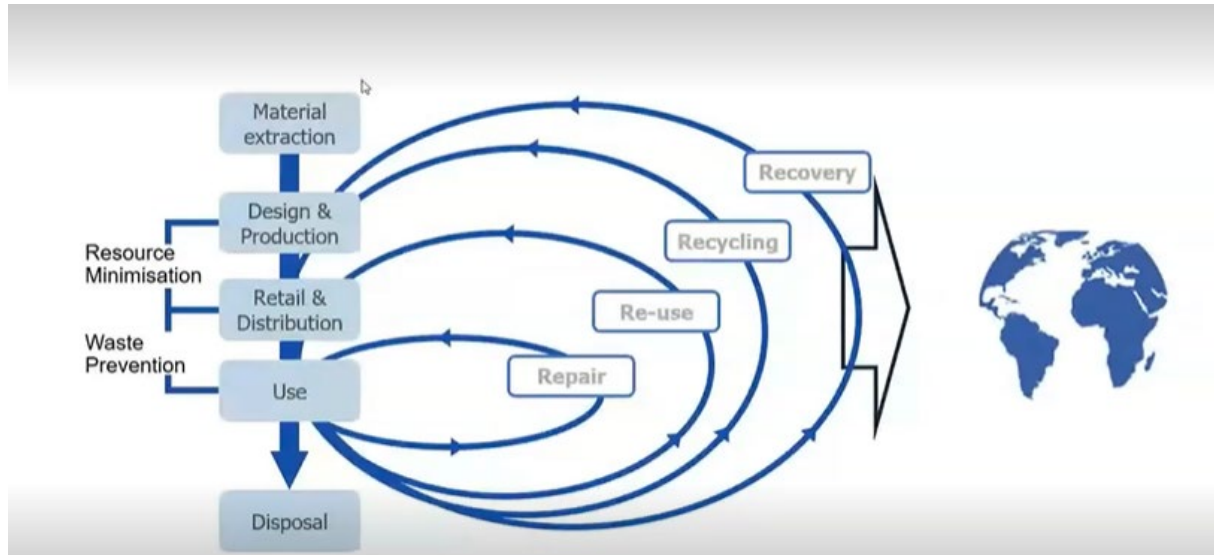 Material
extraction
Recovery
Design &
Production
Recycling
Resource
Minimisation
Retail &
Distribution
Re-use
Waste
Prevention
Repair
Use
Disposal